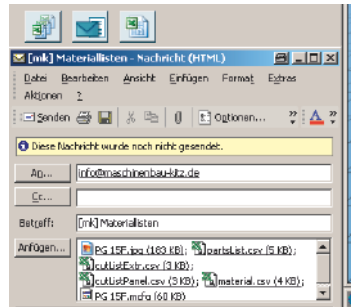 [mk] Materiallisten - Nachricht (HTML)
Datei Bearbeiten Ansicht Einfügen Format Extras
Aktionen ?
Senden Optionen...
Diese Nachricht wurde noch nicht gesendet.
An... info@maschinenbau-kitz.de
Cc...
Betreff: [mk] Materiallisten
Anfügen... PG 15F.jpg (183 KB); partsList.csv (5 KB);
cutListExtr.csv (3 KB);
cutListPanel.csv (3 KB); material.csv (4 KB);
PG 15F.mcfg (60 KB)